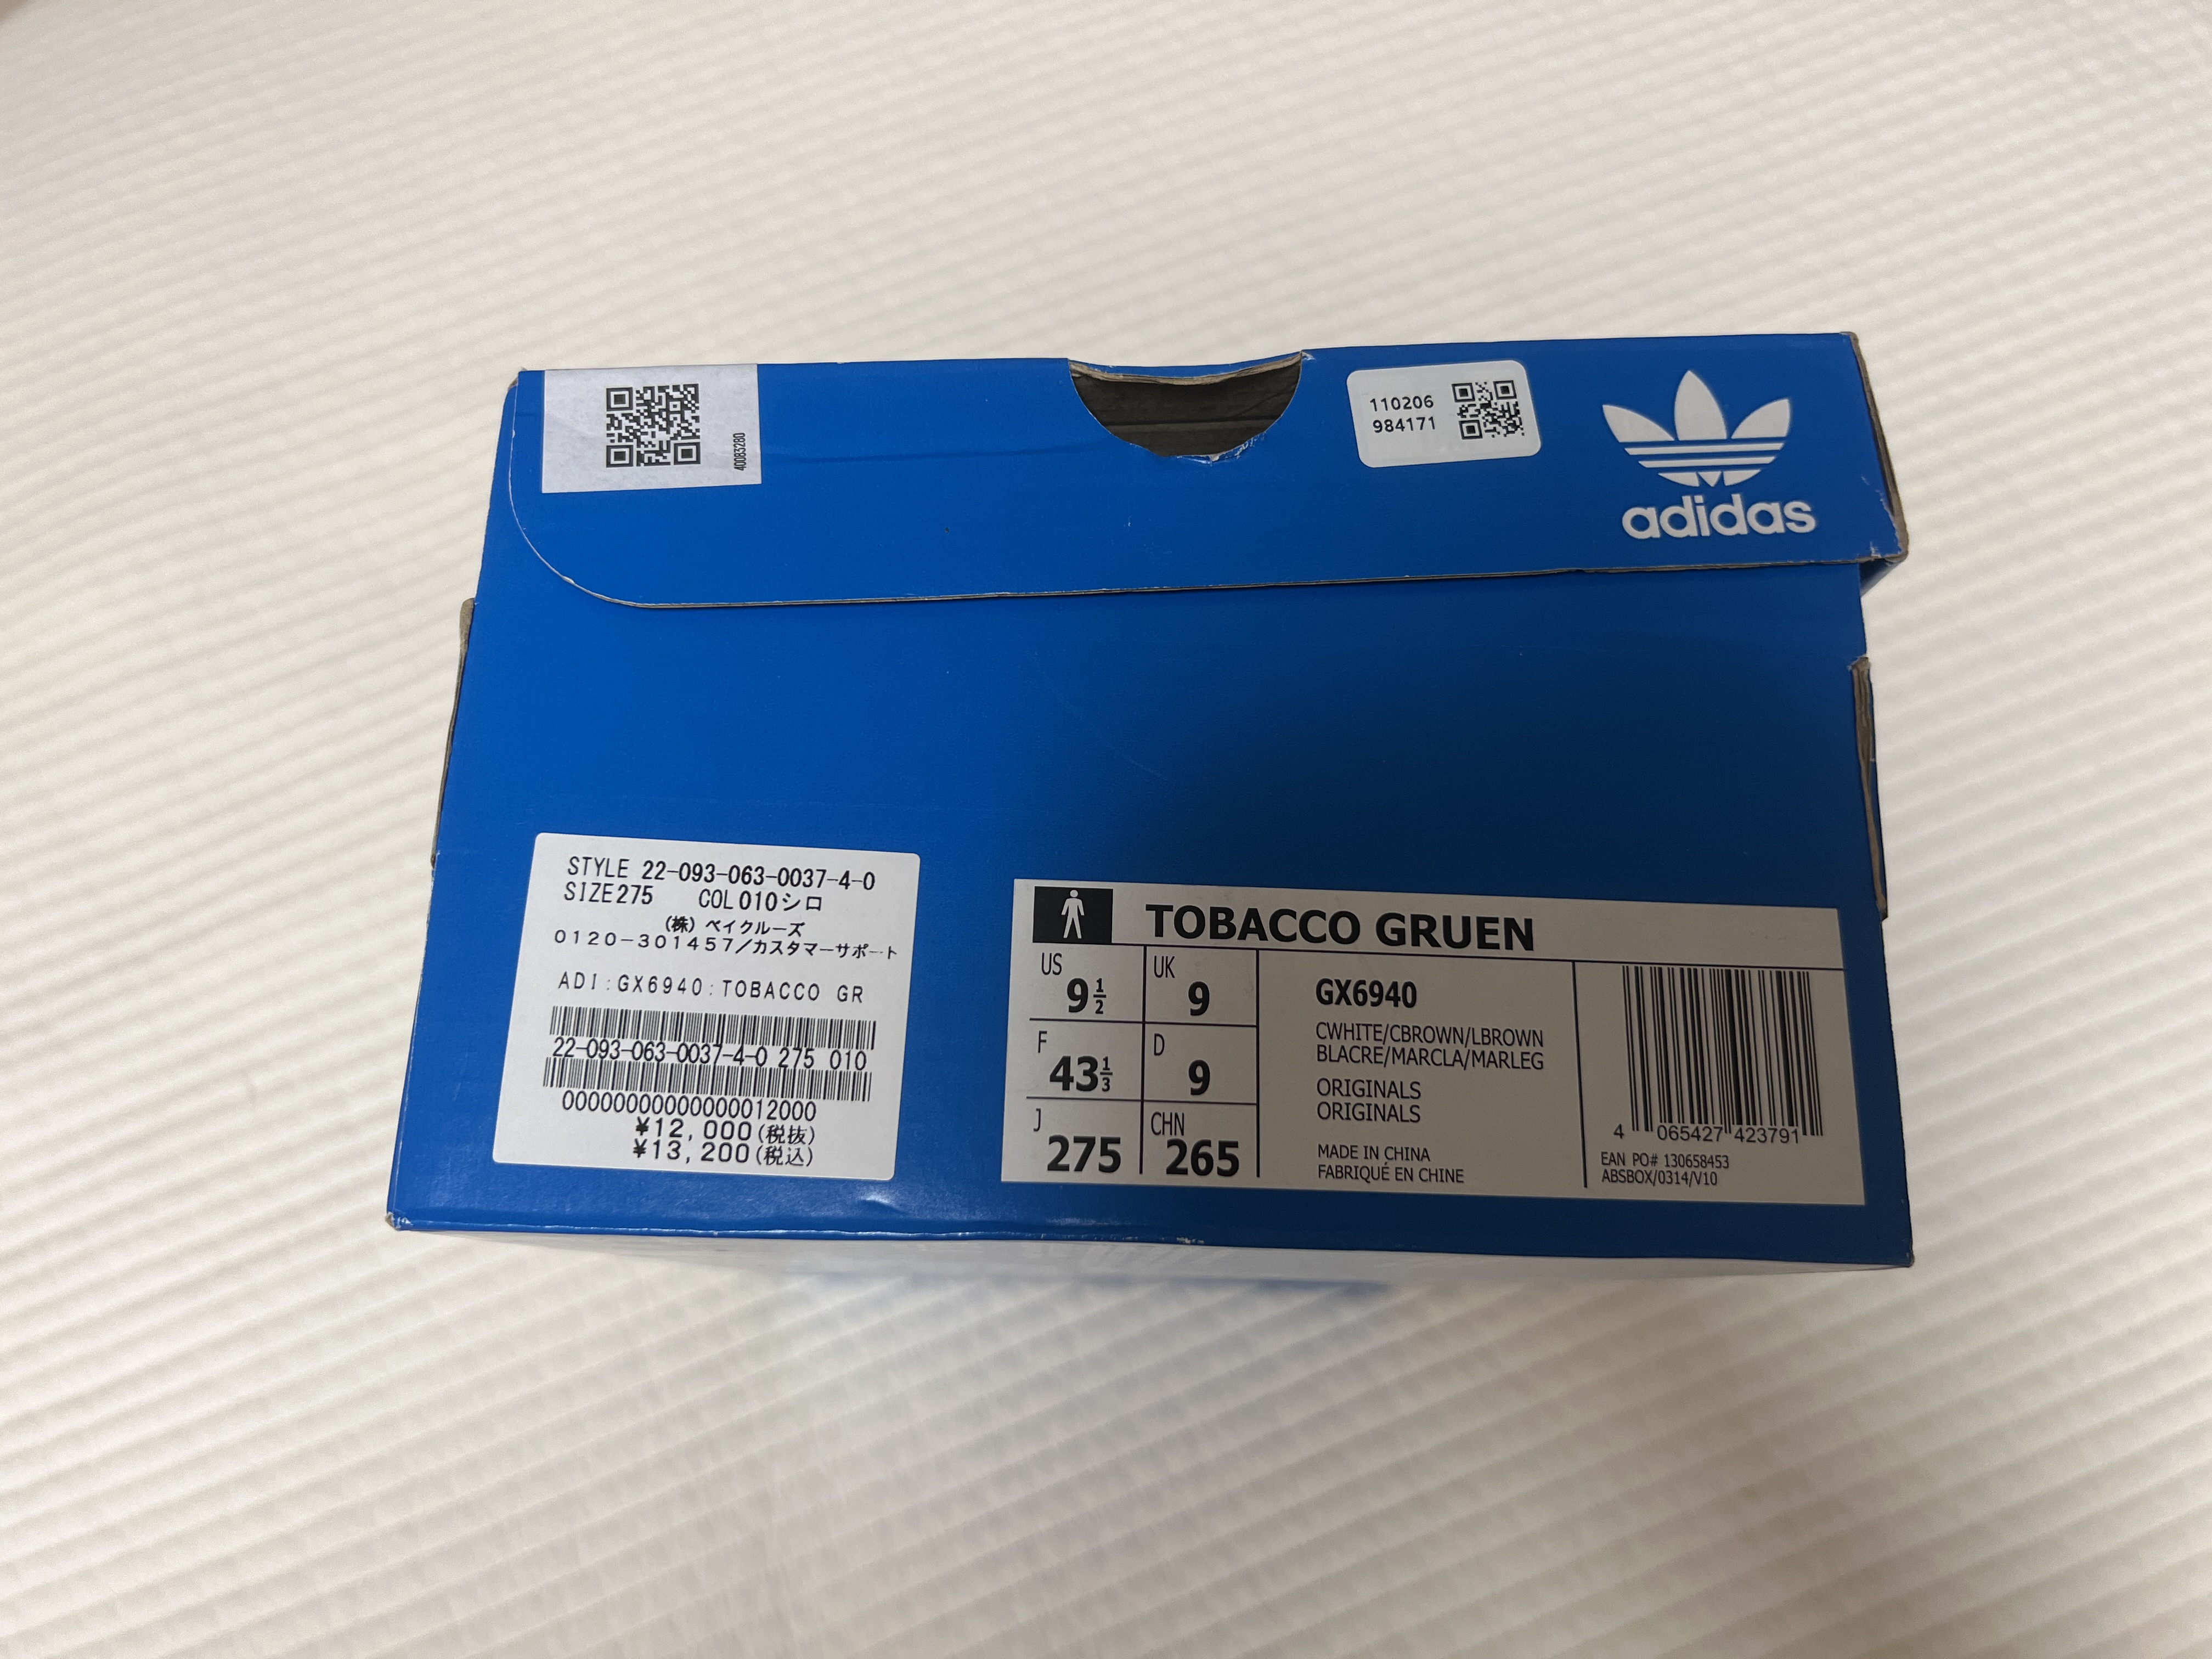 40083280
110206
984171
adidas
STYLE 22-093-063-0037-4-0
SIZE275 COL010シロ
(株)ベイクルーズ
0120-301457/カスタマーサポート
ADI:GX6940:TOBACCO GR
22-093-063-0037-4-0 275 010
00000000000000012000
¥12,000(税抜)
¥13,200(税込)
TOBACCO GRUEN
US
9 1/2
UK
9
F
43 1/3
D
9
J
275
CHN
265
GX6940
CWHITE/CBROWN/LBROWN
BLACRE/MARCLA/MARLEG
ORIGINALS
ORIGINALS
MADE IN CHINA
FABRIQUÉ EN CHINE
4 065427 423791
EAN PO# 130658453
ABSBOX/0314/V10